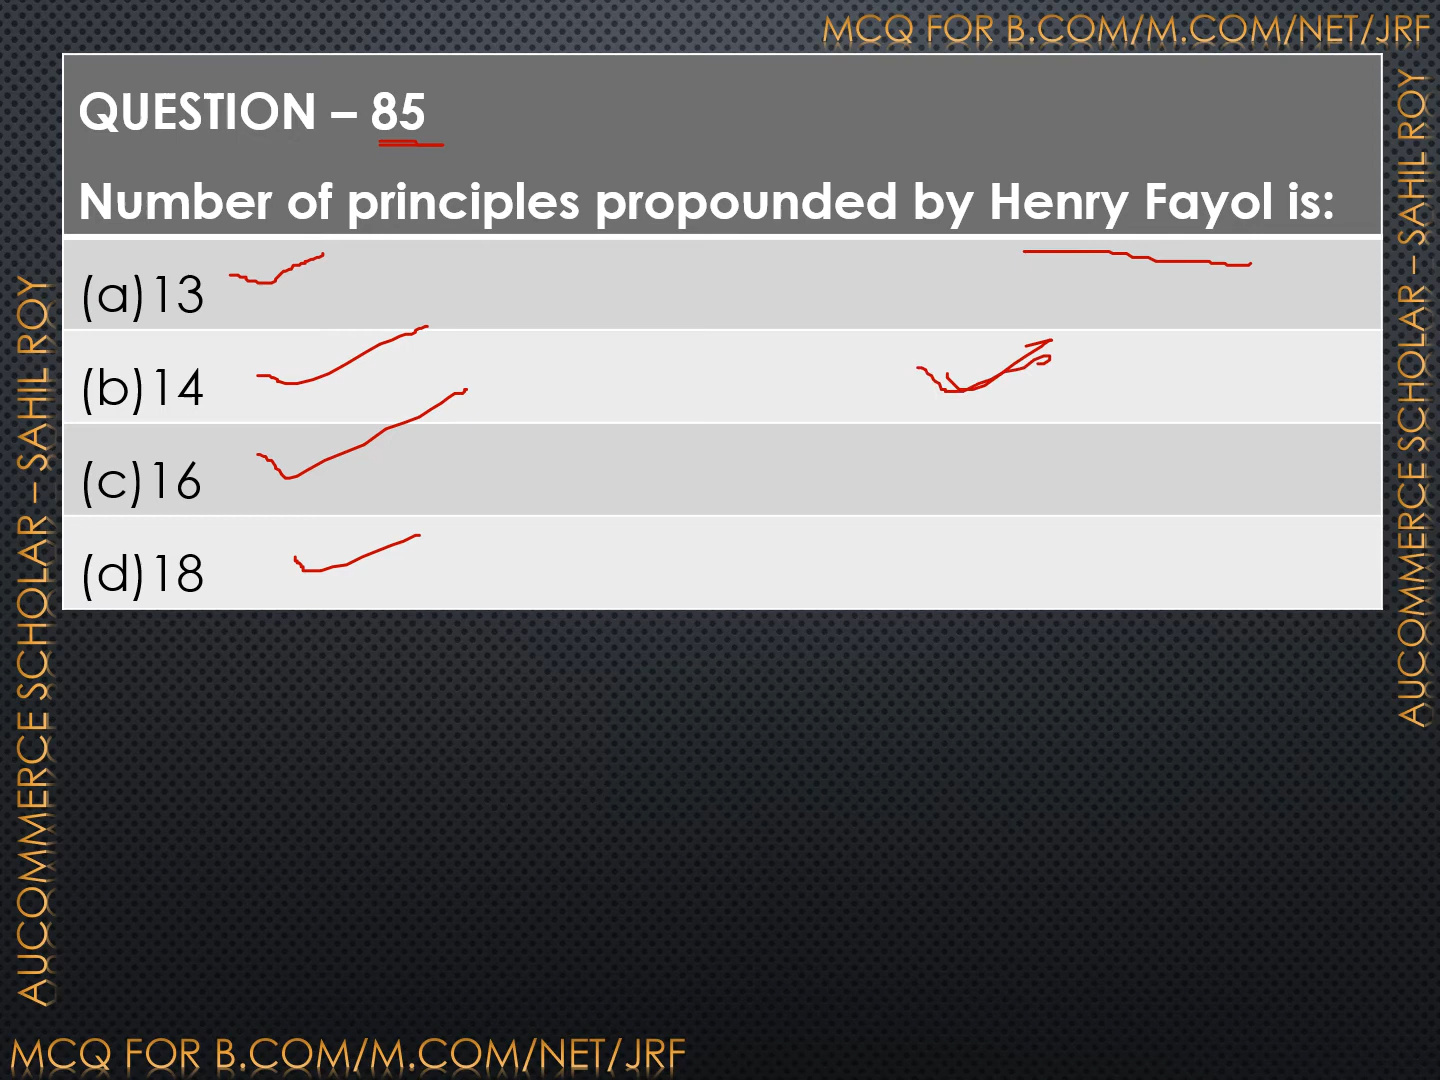 MCQ FOR B.COM/M.COM/NET/JRF
QUESTION – 85
Number of principles propounded by Henry Fayol is:
(a)13
(b)14
(c)16
(d)18
AUCOMMERCE SCHOLAR – SAHIL ROY
AUCOMMERCE SCHOLAR – SAHIL ROY
MCQ FOR B.COM/M.COM/NET/JRF